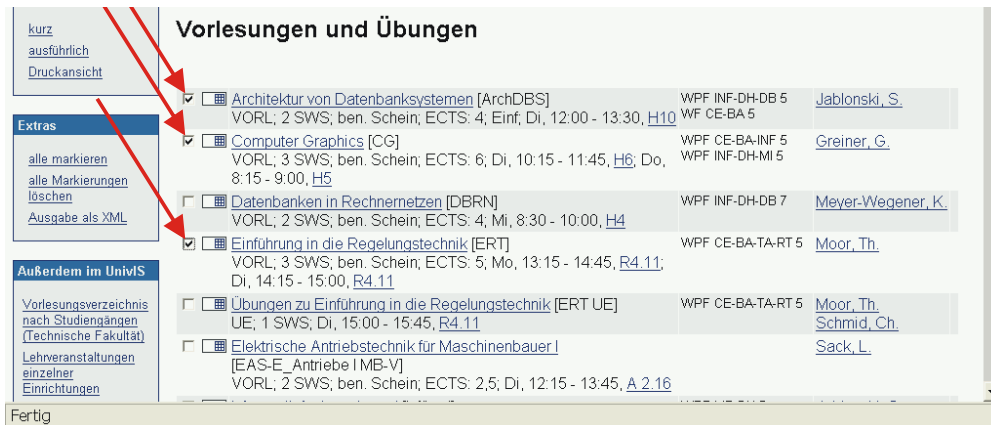 kurz
ausführlich
Druckansicht
Extras
alle markieren
alle Markierungen
löschen
Ausgabe als XML
Außerdem im UnivIS
Vorlesungsverzeichnis
nach Studiengängen
(Technische Fakultät)
Lehrveranstaltungen
einzelner
Einrichtungen
Vorlesungen und Übungen
Architektur von Datenbanksystemen [ArchDBS]
VORL; 2 SWS; ben. Schein; ECTS: 4; Einf; Di, 12:00 - 13:30, H10
WPF INF-DH-DB 5
WF CE-BA 5
Jablonski, S.
Computer Graphics [CG]
VORL; 3 SWS; ben. Schein; ECTS: 6; Di, 10:15 - 11:45, H6; Do,
8:15 - 9:00, H5
WPF CE-BA-INF 5
WPF INF-DH-MI 5
Greiner, G.
Datenbanken in Rechnernetzen [DBRN]
VORL; 2 SWS; ben. Schein; ECTS: 4; Mi, 8:30 - 10:00, H4
WPF INF-DH-DB 7
Meyer-Wegener, K.
Einführung in die Regelungstechnik [ERT]
VORL; 3 SWS; ben. Schein; ECTS: 5; Mo, 13:15 - 14:45, R4.11;
Di, 14:15 - 15:00, R4.11
WPF CE-BA-TA-RT 5
Moor, Th.
Übungen zu Einführung in die Regelungstechnik [ERT UE]
UE; 1 SWS; Di, 15:00 - 15:45, R4.11
WPF CE-BA-TA-RT 5
Moor, Th.
Schmid, Ch.
Elektrische Antriebstechnik für Maschinenbauer I
[EAS-E_Antriebe I MB-V]
VORL; 2 SWS; ben. Schein; ECTS: 2,5; Di, 12:15 - 13:45, A 2.16
Sack, L.
Fertig